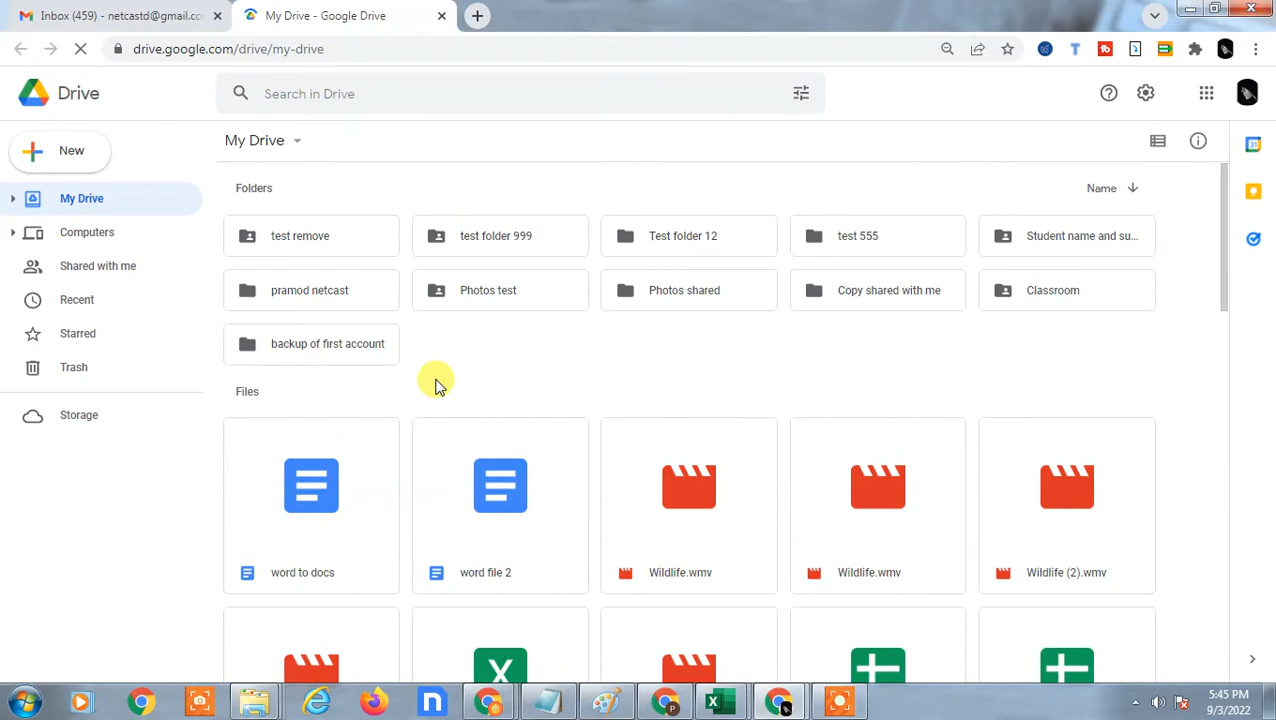 Inbox (459) - netcastd@gmail.co
My Drive - Google Drive
drive.google.com/drive/my-drive
Drive
Search in Drive
New
My Drive
Computers
Shared with me
Recent
Starred
Trash
Storage
My Drive
Folders
Name
test remove
test folder 999
Test folder 12
test 555
Student name and su...
pramod netcast
Photos test
Photos shared
Copy shared with me
Classroom
backup of first account
Files
word to docs
word file 2
Wildlife.wmv
Wildlife.wmv
Wildlife (2).wmv
5:45 PM
9/3/2022